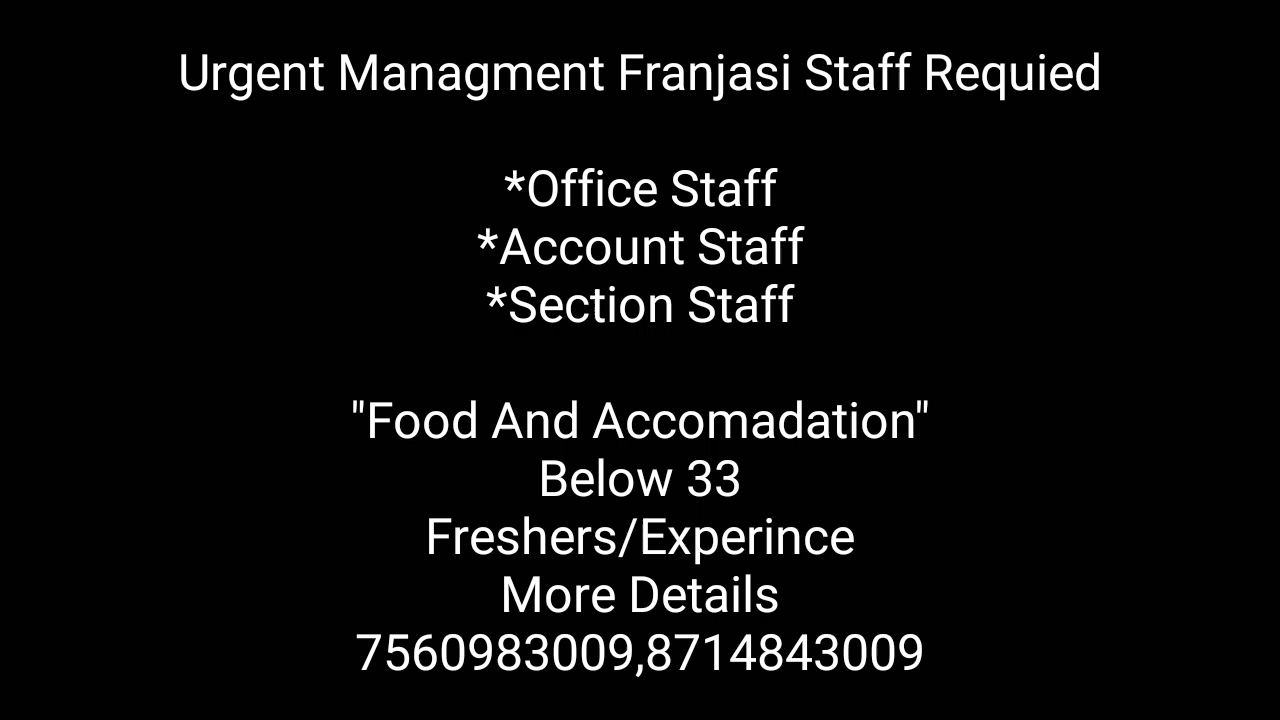 Urgent Managment Franjasi Staff Requied
*Office Staff
*Account Staff
*Section Staff
"Food And Accomadation"
Below 33
Freshers/Experince
More Details
7560983009,8714843009